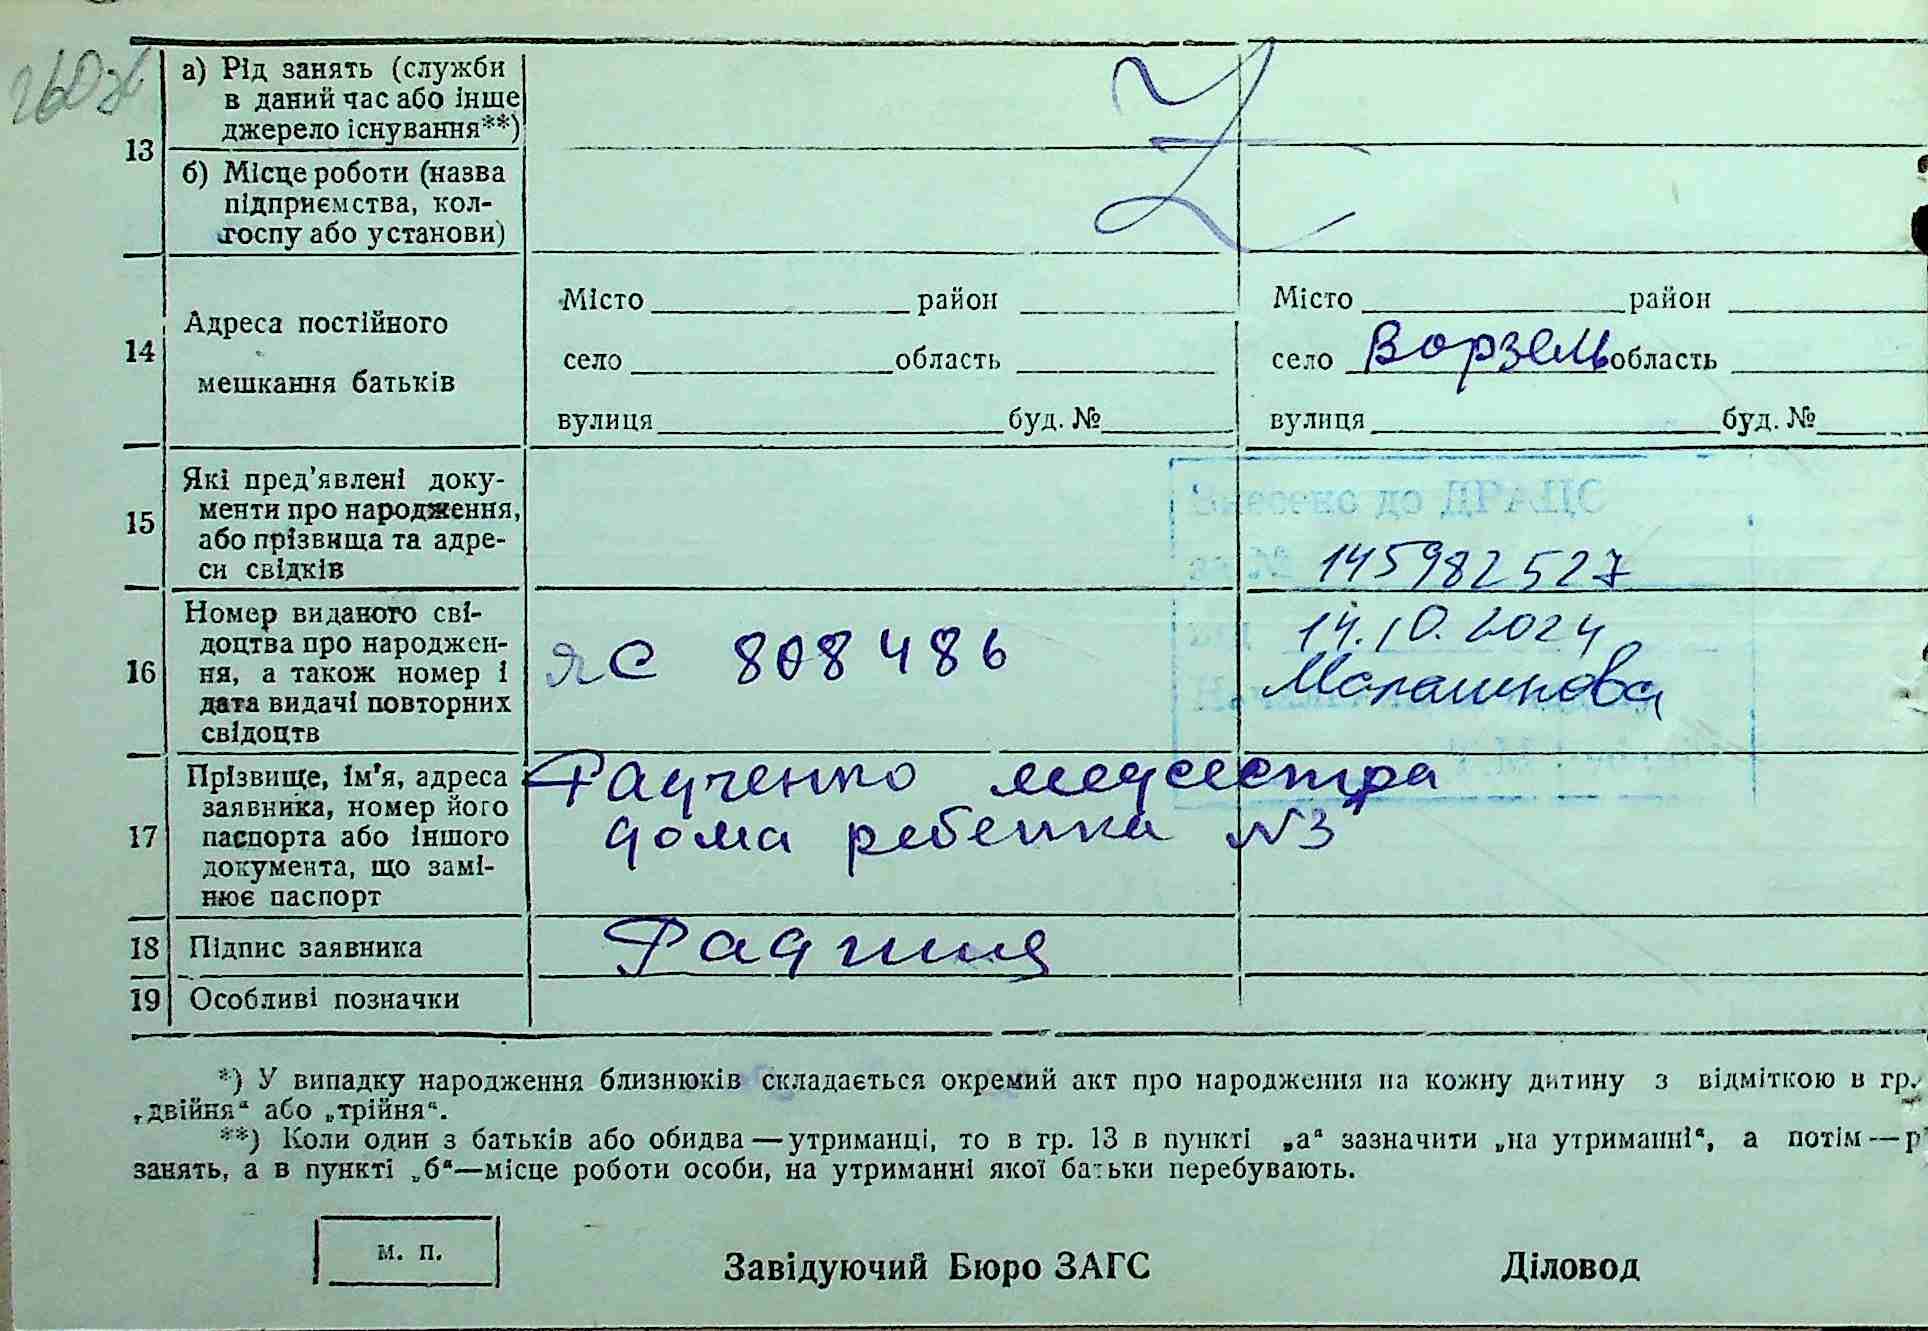 13
а) Рід занять (служби
в даний час або інще
джерело існування**)
б) Місце роботи (назва
підприємства, кол-
госпу або установи)
14
Адреса постійного
мешкання батьків
Місто район
село область
вулиця буд. №
Місто район
село Ворзель область
вулиця буд. №
15
Які пред'явлені доку-
менти про народження,
або прізвища та адре-
си свідків
Внесено до ДРАЦС
за № 145982527
16
Номер виданого сві-
доцтва про народжен-
ня, а також номер і
дата видачі повторних
свідоцтв
ЯС 808486
14.10.2024
Малашнова
17
Прізвище, ім'я, адреса
заявника, номер його
паспорта або іншого
документа, що замі-
нює паспорт
Радченко медсестра
дома ребенка №3
18
Підпис заявника
19
Особливі позначки
*) У випадку народження близнюків складається окремий акт про народження на кожну дитину з відміткою в гр.
„двійня“ або „трійня“.
**) Коли один з батьків або обидва — утриманці, то в гр. 13 в пункті „а“ зазначити „на утриманні“, а потім — р
занять, а в пункті „б“—місце роботи особи, на утриманні якої батьки перебувають.
м. п.
Завідуючий Бюро ЗАГС
Діловод